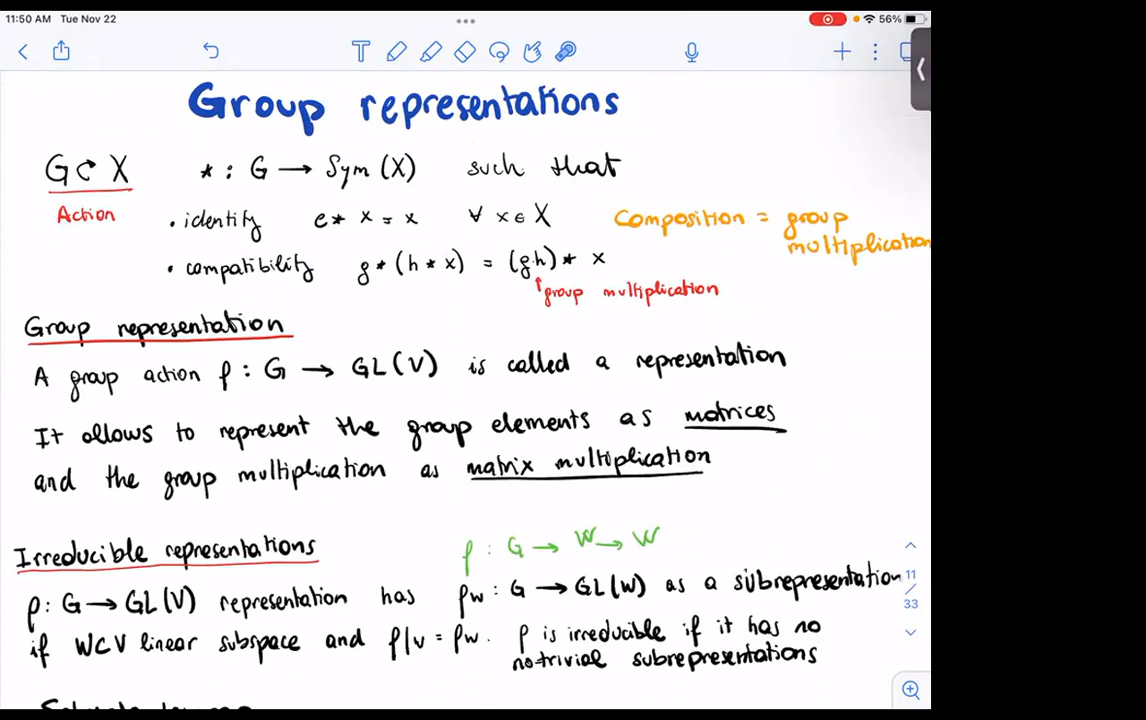 11:50 AM Tue Nov 22
56%
Group representations
G ⊂ X * : G → Sym (X) such that
Action
• identify e * x = x ∀ x ∈ X
Composition = group
multiplication
• compatibility g * (h * x) = (gh) * x
↑ group multiplication
Group representation
A group action ρ : G → GL(V) is called a representation
It allows to represent the group elements as matrices
and the group multiplication as matrix multiplication
Irreducible representations
ρ : G → W → W
ρ: G → GL(V) representation has ρw : G → GL(W) as a subrepresentation
if W⊂V linear subspace and ρ|v = ρw. ρ is irreducible if it has no
notrivial subrepresentations
11
/
33